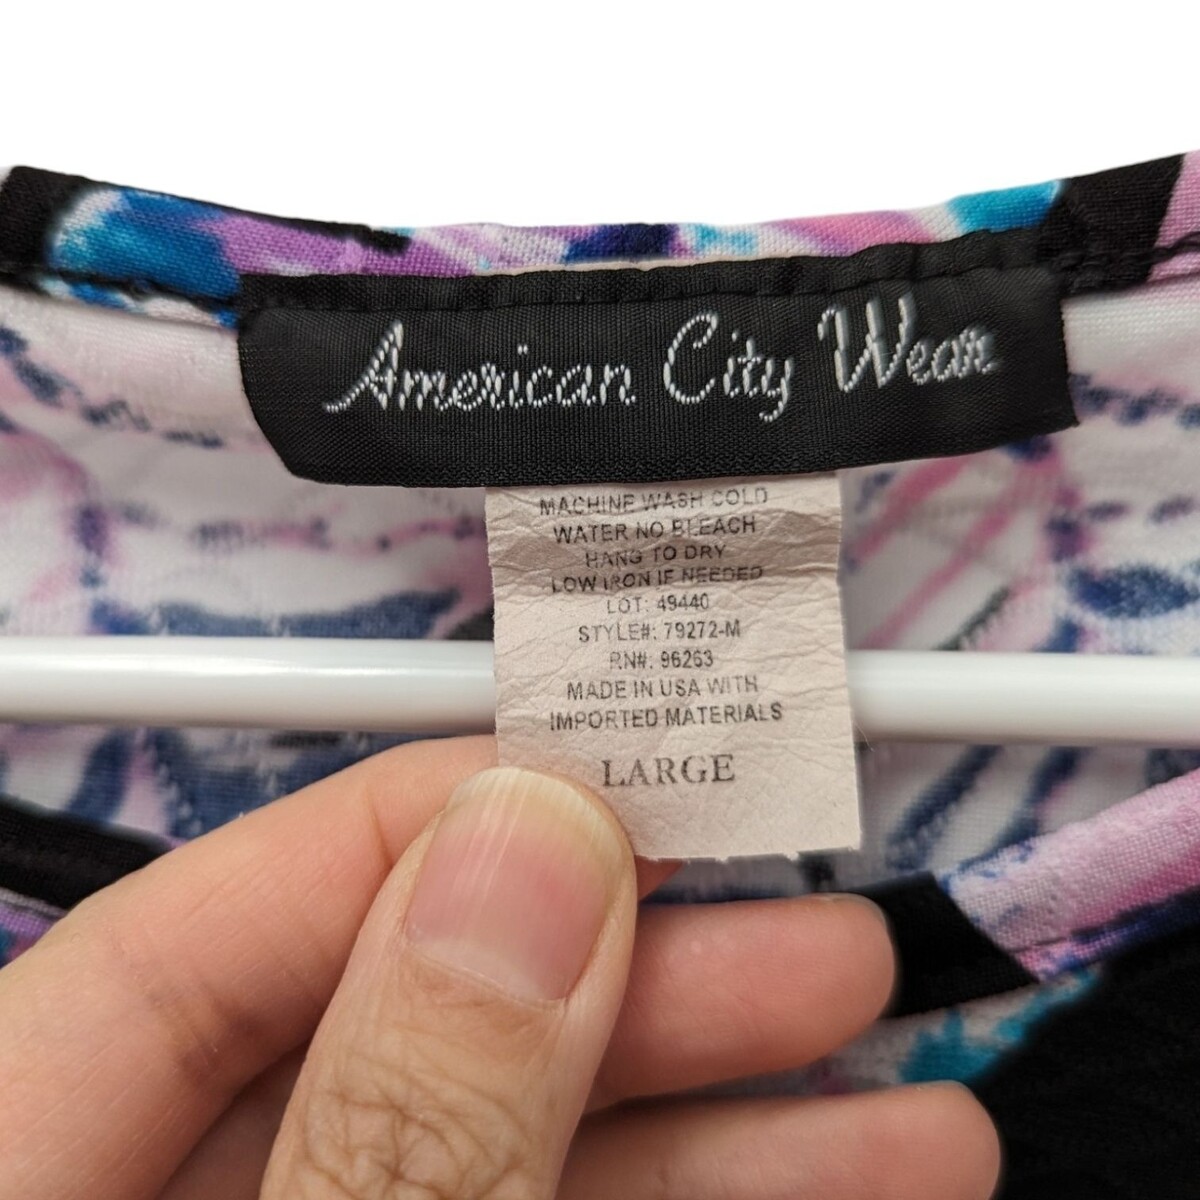 American City Wear
MACHINE WASH COLD
WATER NO BLEACH
HANG TO DRY
LOW IRON IF NEEDED
LOT: 49440
STYLE#: 79272-M
RN#: 96263
MADE IN USA WITH
IMPORTED MATERIALS
LARGE